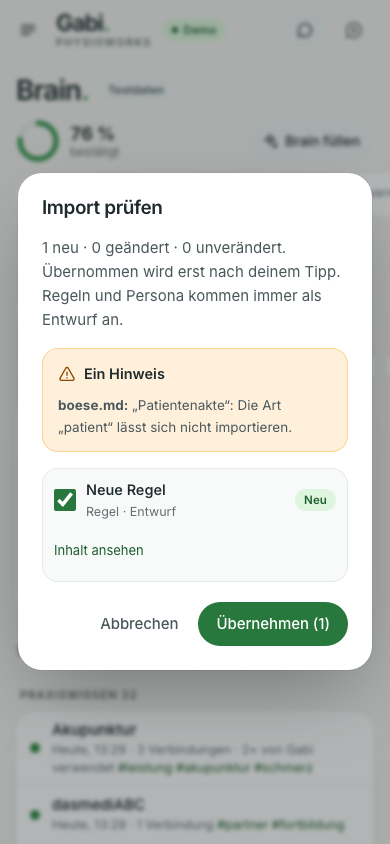 Gabi.
PHYSIOWORKS
Demo
Brain.
Testdaten
76 %
bestätigt
Brain füllen
Import prüfen
1 neu · 0 geändert · 0 unverändert.
Übernommen wird erst nach deinem Tipp.
Regeln und Persona kommen immer als
Entwurf an.
Ein Hinweis
boese.md: „Patientenakte“: Die Art
„patient“ lässt sich nicht importieren.
Neue Regel
Regel · Entwurf
Neu
Inhalt ansehen
Abbrechen
Übernehmen (1)
PRAXISWISSEN 32
Akupunktur
Heute, 13:29 · 3 Verbindungen · 2× von Gabi
verwendet #leistung #akupunktur #schmerz
dasmediABC
Heute, 13:29 · 1 Verbindung #partner #fortbildung